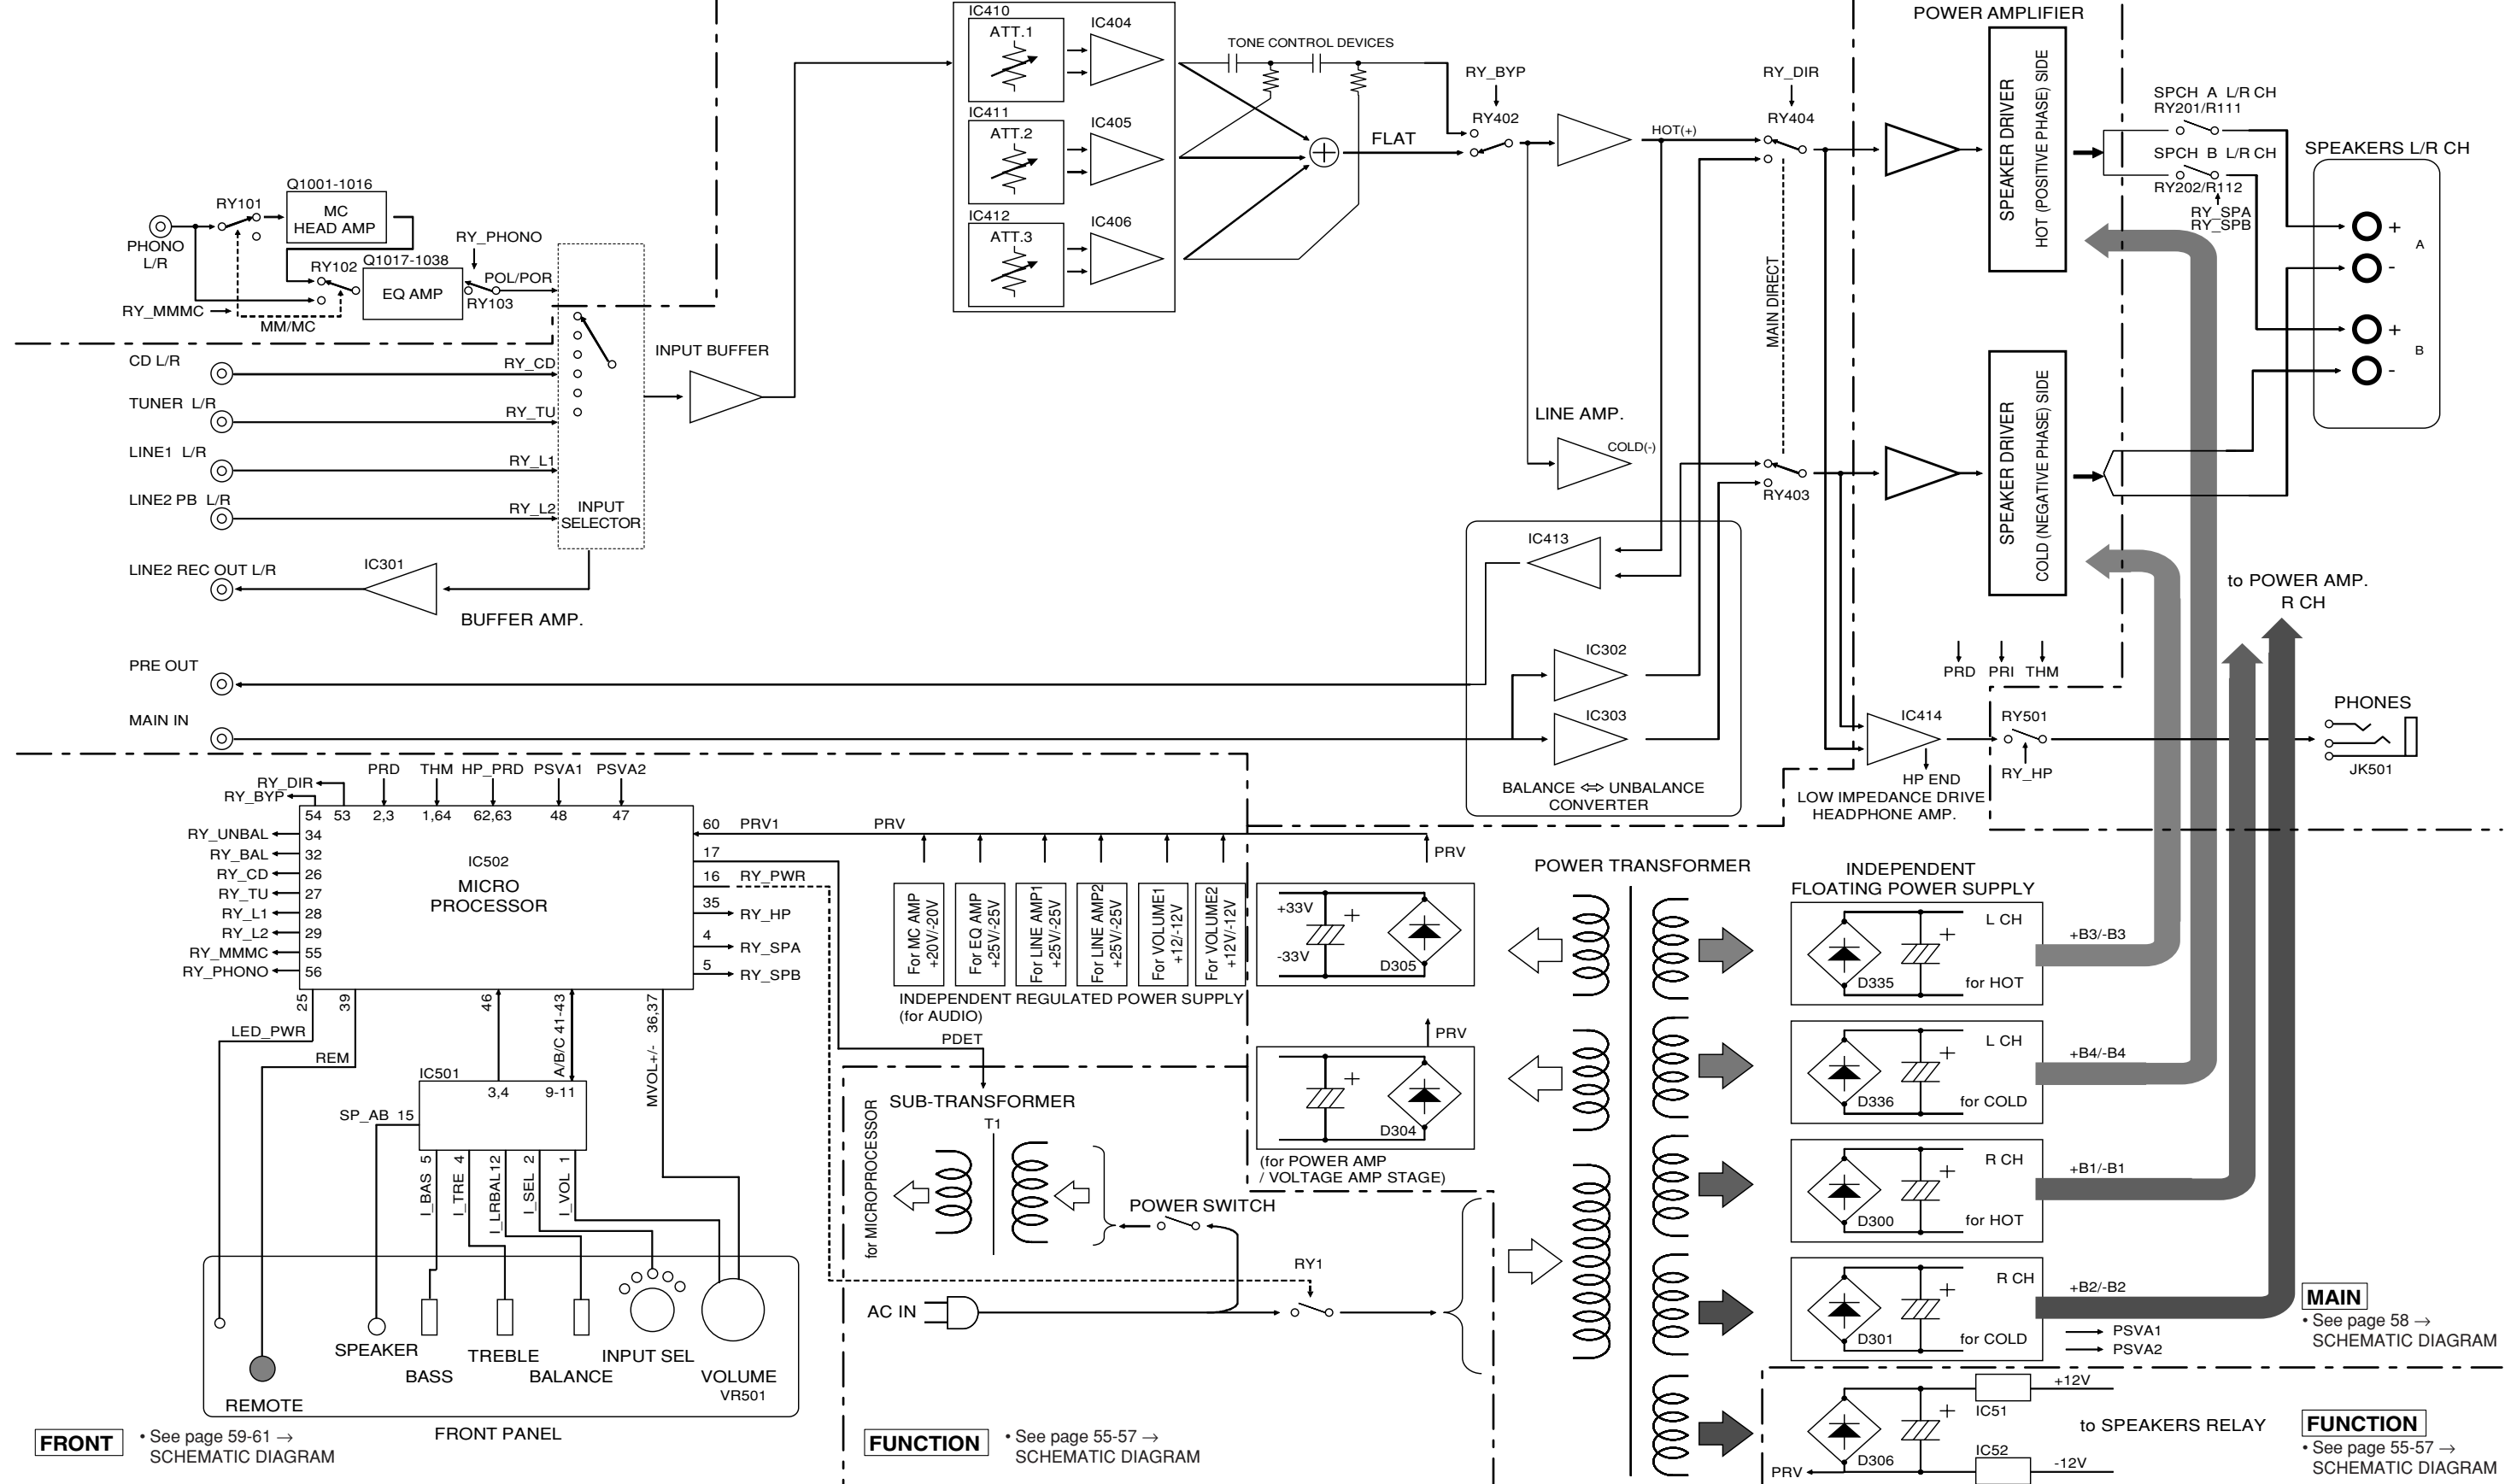 IC410
ATT.1
IC404
IC411
ATT.2
IC405
IC412
ATT.3
IC406
TONE CONTROL DEVICES
FLAT
RY_BYP
RY402
HOT(+)
RY_DIR
RY404
MAIN DIRECT
LINE AMP.
COLD(-)
RY403
POWER AMPLIFIER
SPEAKER DRIVER
HOT (POSITIVE PHASE) SIDE
SPEAKER DRIVER
COLD (NEGATIVE PHASE) SIDE
SPCH A L/R CH
RY201/R111
SPCH B L/R CH
RY202/R112
RY_SPA
RY_SPB
SPEAKERS L/R CH
+
A
-
+
B
-
to POWER AMP.
R CH
PRD PRI THM
PHONES
JK501
Q1001-1016
MC
HEAD AMP
RY101
PHONO
L/R
RY_PHONO
RY102
Q1017-1038
EQ AMP
POL/POR
RY103
RY_MMMC
MM/MC
CD L/R
RY_CD
TUNER L/R
RY_TU
LINE1 L/R
RY_L1
LINE2 PB L/R
RY_L2
INPUT
SELECTOR
INPUT BUFFER
LINE2 REC OUT L/R
IC301
BUFFER AMP.
PRE OUT
MAIN IN
IC413
IC302
IC303
BALANCE ⇔ UNBALANCE
CONVERTER
IC414
HP END
LOW IMPEDANCE DRIVE
HEADPHONE AMP.
RY501
RY_HP
RY_DIR
RY_BYP
PRD THM HP_PRD PSVA1 PSVA2
54 53 2,3 1,64 62,63 48 47
RY_UNBAL 34
RY_BAL 32
RY_CD 26
RY_TU 27
RY_L1 28
RY_L2 29
RY_MMMC 55
RY_PHONO 56
IC502
MICRO
PROCESSOR
60 PRV1 PRV
17
16 RY_PWR
35 RY_HP
4 RY_SPA
5 RY_SPB
25
39
46
A/B/C 41-43
MVOL+/- 36,37
LED_PWR
REM
IC501
3,4 9-11
SP_AB 15
I_BAS 5
I_TRE 4
I_LRBAL12
I_SEL 2
I_VOL 1
SPEAKER
BASS
TREBLE
BALANCE
INPUT SEL
VOLUME
VR501
REMOTE
FRONT PANEL
FRONT
• See page 59-61 →
SCHEMATIC DIAGRAM
For MC AMP
+20V/-20V
For EQ AMP
+25V/-25V
For LINE AMP1
+25V/-25V
For LINE AMP2
+25V/-25V
For VOLUME1
+12/-12V
For VOLUME2
+12V/-12V
INDEPENDENT REGULATED POWER SUPPLY
(for AUDIO)
PDET
for MICROPROCESSOR
SUB-TRANSFORMER
T1
POWER SWITCH
RY1
AC IN
FUNCTION
• See page 55-57 →
SCHEMATIC DIAGRAM
PRV
+33V
+
-33V
D305
PRV
+
D304
(for POWER AMP
/ VOLTAGE AMP STAGE)
POWER TRANSFORMER
INDEPENDENT
FLOATING POWER SUPPLY
L CH
+
D335
for HOT
+B3/-B3
L CH
+
D336
for COLD
+B4/-B4
R CH
+
D300
for HOT
+B1/-B1
R CH
+
D301
for COLD
+B2/-B2
PSVA1
PSVA2
MAIN
• See page 58 →
SCHEMATIC DIAGRAM
+
D306
PRV
IC51
+12V
IC52
-12V
to SPEAKERS RELAY
FUNCTION
• See page 55-57 →
SCHEMATIC DIAGRAM